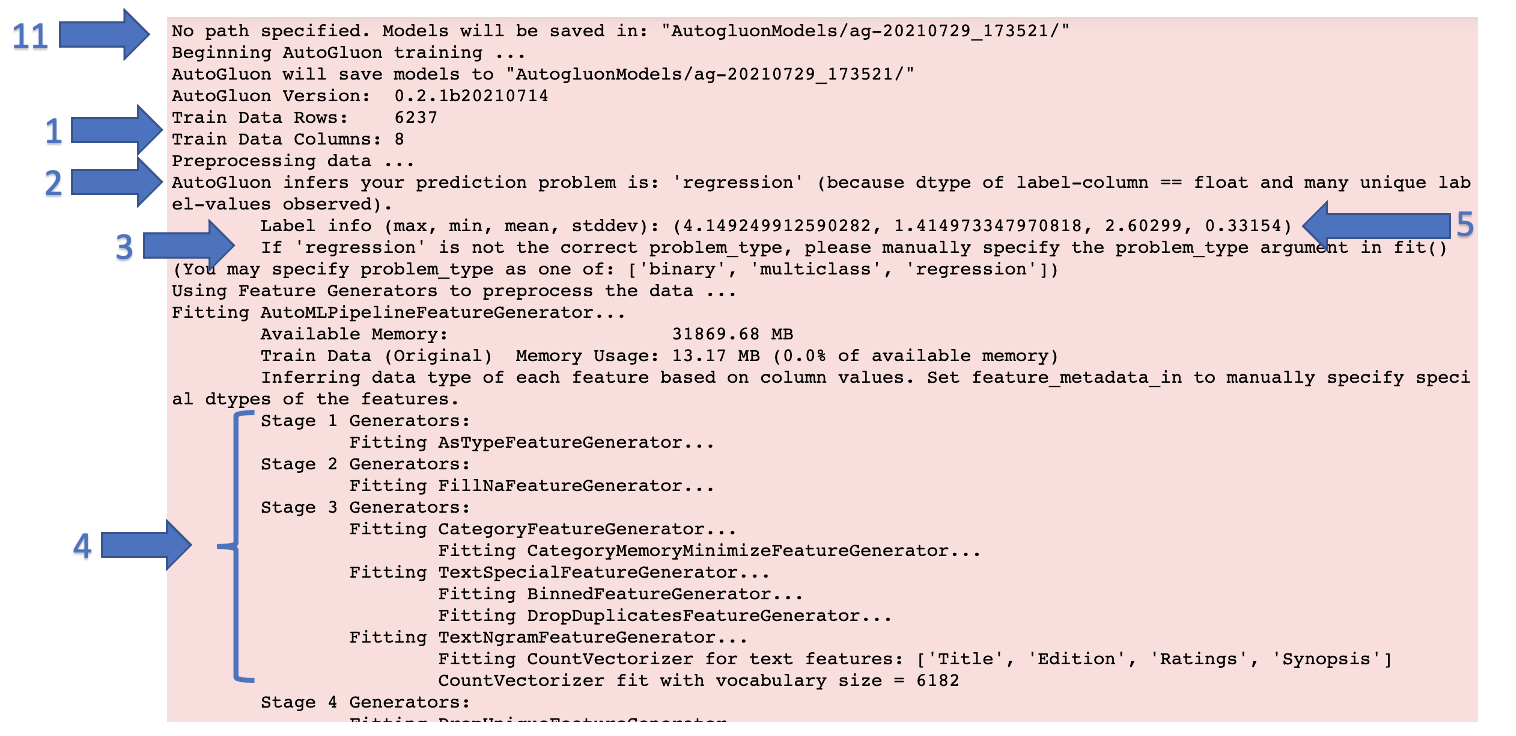 11
No path specified. Models will be saved in: "AutogluonModels/ag-20210729_173521/"
Beginning AutoGluon training ...
AutoGluon will save models to "AutogluonModels/ag-20210729_173521/"
AutoGluon Version:  0.2.1b20210714
1
Train Data Rows:    6237
Train Data Columns: 8
Preprocessing data ...
2
AutoGluon infers your prediction problem is: 'regression' (because dtype of label-column == float and many unique lab
el-values observed).
Label info (max, min, mean, stddev): (4.149249912590282, 1.414973347970818, 2.60299, 0.33154)
5
3
If 'regression' is not the correct problem_type, please manually specify the problem_type argument in fit()
(You may specify problem_type as one of: ['binary', 'multiclass', 'regression'])
Using Feature Generators to preprocess the data ...
Fitting AutoMLPipelineFeatureGenerator...
Available Memory:                    31869.68 MB
Train Data (Original)  Memory Usage: 13.17 MB (0.0% of available memory)
Inferring data type of each feature based on column values. Set feature_metadata_in to manually specify speci
al dtypes of the features.
Stage 1 Generators:
Fitting AsTypeFeatureGenerator...
Stage 2 Generators:
Fitting FillNaFeatureGenerator...
Stage 3 Generators:
Fitting CategoryFeatureGenerator...
4
Fitting CategoryMemoryMinimizeFeatureGenerator...
Fitting TextSpecialFeatureGenerator...
Fitting BinnedFeatureGenerator...
Fitting DropDuplicatesFeatureGenerator...
Fitting TextNgramFeatureGenerator...
Fitting CountVectorizer for text features: ['Title', 'Edition', 'Ratings', 'Synopsis']
CountVectorizer fit with vocabulary size = 6182
Stage 4 Generators:
Fitting DropUniqueFeatureGenerator